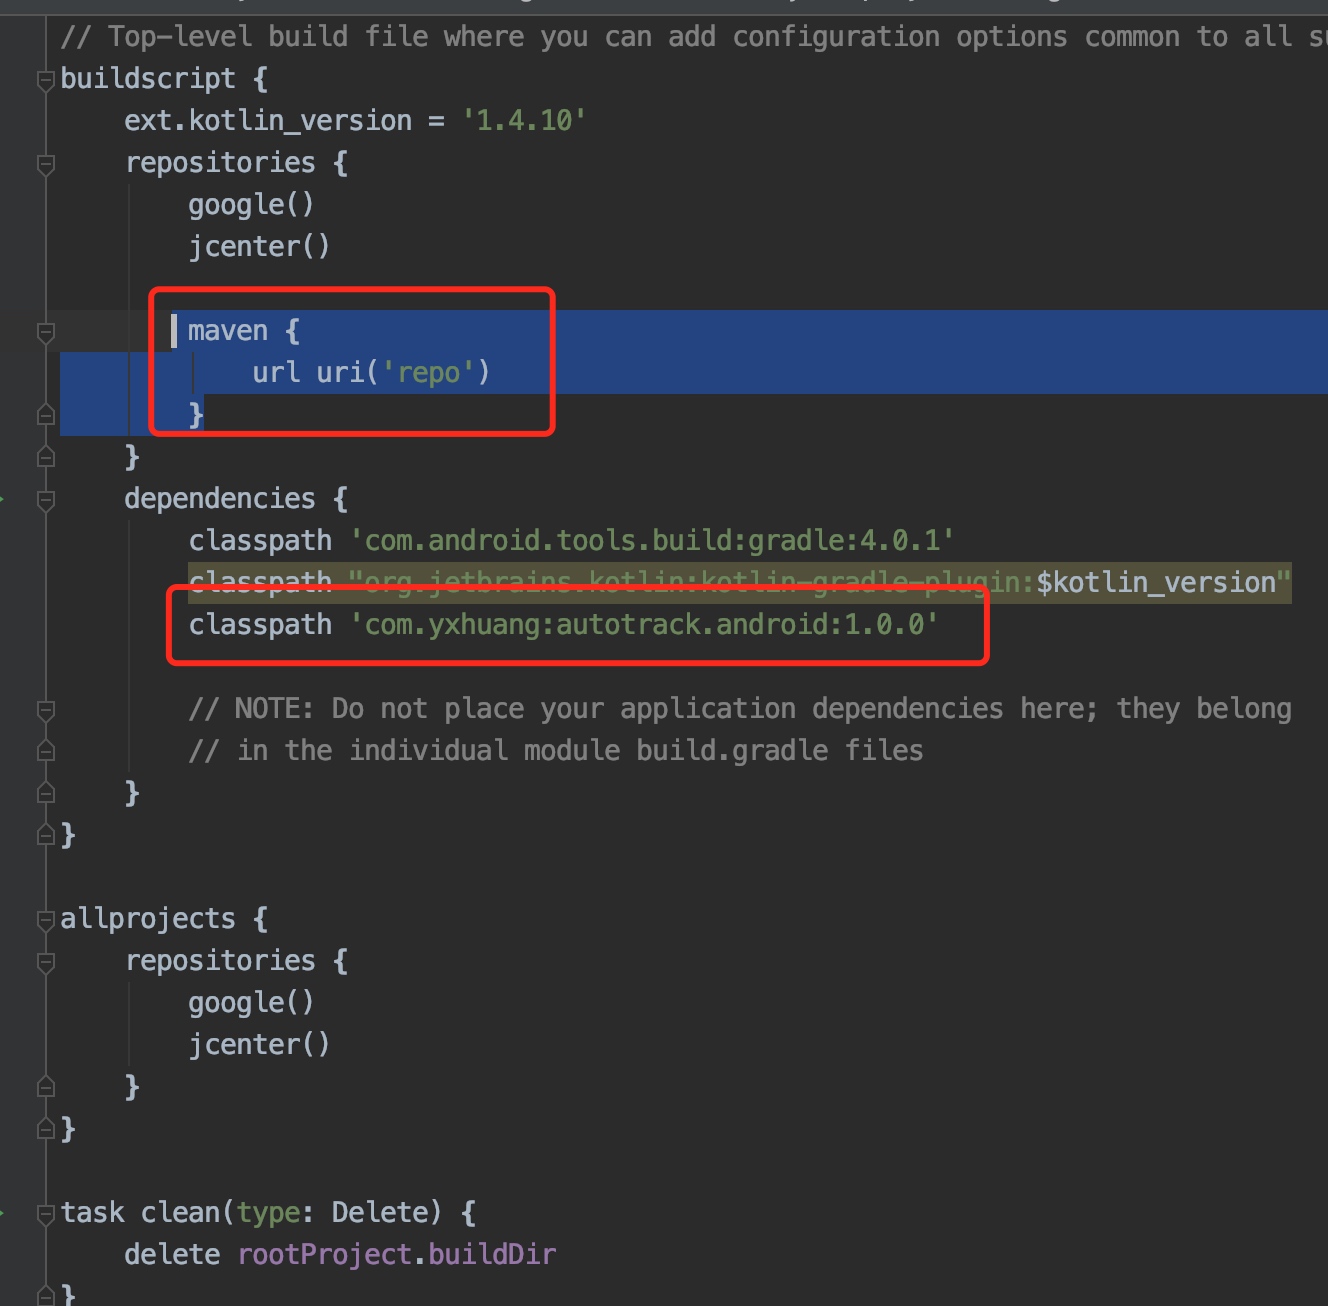 // Top-level build file where you can add configuration options common to all
buildscript {
    ext.kotlin_version = '1.4.10'
    repositories {
        google()
        jcenter()
        maven {
            url uri('repo')
        }
    }
    dependencies {
        classpath 'com.android.tools.build:gradle:4.0.1'
        classpath "org.jetbrains.kotlin:kotlin-gradle-plugin:$kotlin_version"
        classpath 'com.yxhuang:autotrack.android:1.0.0'
        // NOTE: Do not place your application dependencies here; they belong
        // in the individual module build.gradle files
    }
}
allprojects {
    repositories {
        google()
        jcenter()
    }
}
task clean(type: Delete) {
    delete rootProject.buildDir
}